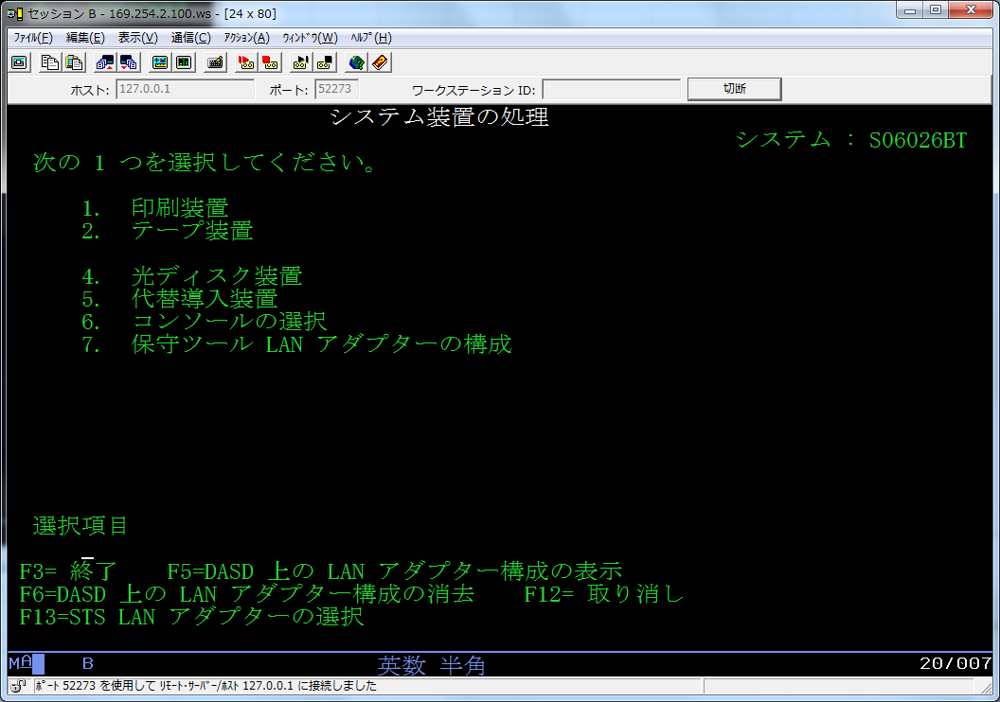 セッション B - 169.254.2.100.ws - [24 x 80]
ﾌｧｲﾙ(F) 編集(E) 表示(V) 通信(C) ｱｸｼｮﾝ(A) ｳｨﾝﾄﾞｳ(W) ﾍﾙﾌﾟ(H)
ホスト: 127.0.0.1 ポート: 52273 ワークステーション ID: 切断
システム装置の処理
システム : S06026BT
次の 1 つを選択してください。
1. 印刷装置
2. テープ装置
4. 光ディスク装置
5. 代替導入装置
6. コンソールの選択
7. 保守ツール LAN アダプターの構成
選択項目
F3= 終了 F5=DASD 上の LAN アダプター構成の表示
F6=DASD 上の LAN アダプター構成の消去 F12= 取り消し
F13=STS LAN アダプターの選択
MA B 英数 半角 20/007
ﾎﾟｰﾄ 52273 を使用して ﾘﾓｰﾄ･ｻｰﾊﾞｰ/ﾎｽﾄ 127.0.0.1 に接続しました